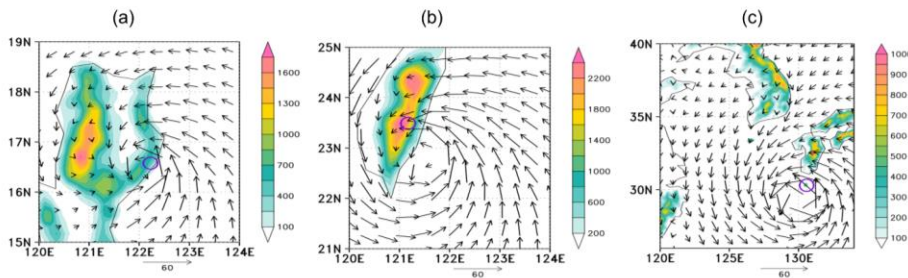 (a)
(b)
(c)
19N
18N
17N
16N
15N
120E
121E
122E
123E
124E
60
1600
1300
1000
700
400
100
25N
24N
23N
22N
21N
120E
121E
122E
123E
124E
60
2200
1800
1400
1000
600
200
40N
35N
30N
120E
125E
130E
60
1000
900
800
700
600
500
400
300
200
100